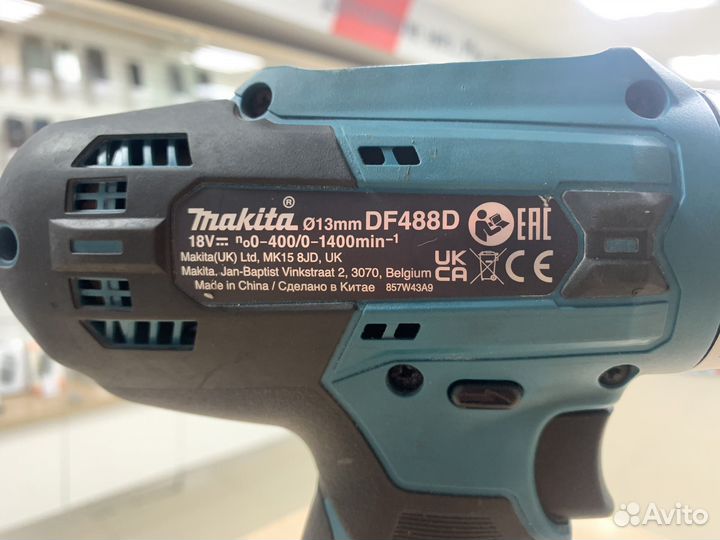 makita® Ø13mm DF488D
18V⎓ n₀0-400/0-1400min⁻¹
Makita(UK) Ltd, MK15 8JD, UK
Makita, Jan-Baptist Vinkstraat 2, 3070, Belgium
Made in China / Сделано в Китае 857W43A9
EAC
UK
CA
CE
Avito